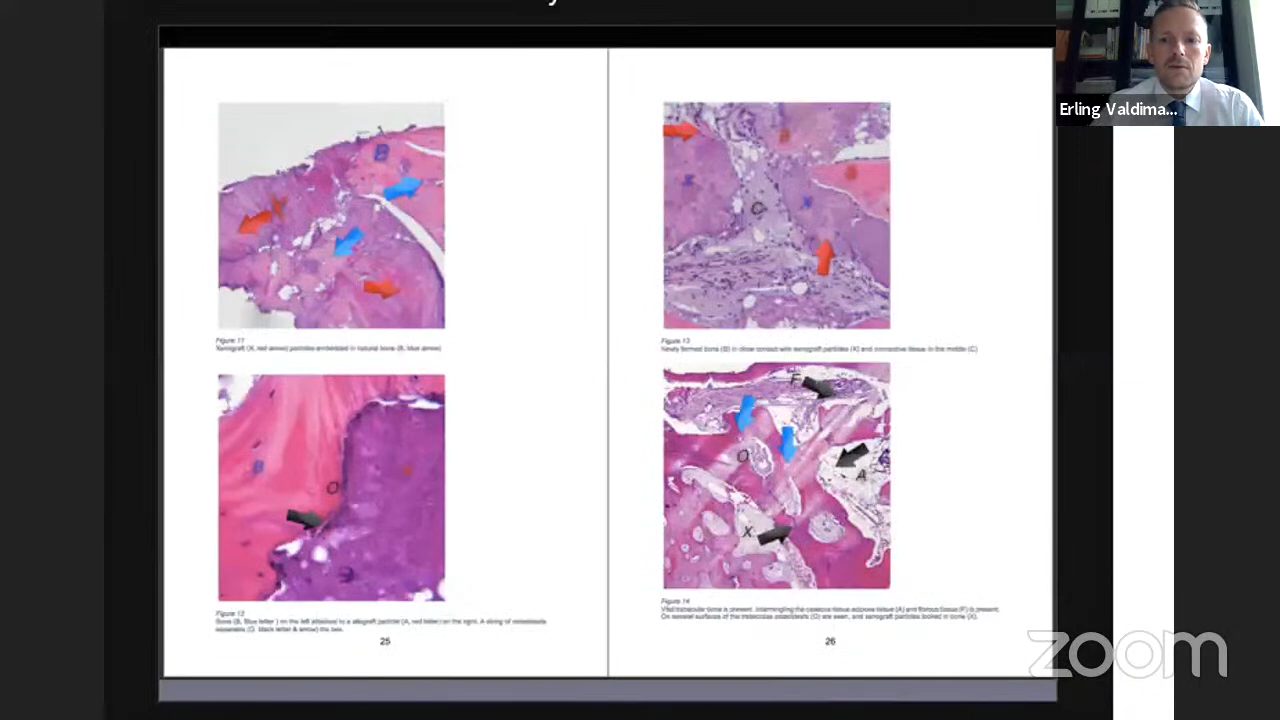 Erling Valdima...
B
X
Figure 11
Xenograft (X, red arrow) particles embedded in natural bone (B, blue arrow)
B
O
Figure 12
Bone (B, Blue letter ) on the left attached to a allograft particle (A, red letter) on the right. A string of osteoblasts
separates (O, black letter & arrow) the two.
25
B
X
C
X
B
Figure 13
Newly formed bone (B) in close contact with xenograft particles (X) and connective tissue in the middle (C)
F
O
A
X
Figure 14
Vital trabecular bone is present. Intermingling the osseous tissue adipose tissue (A) and fibrous tissue (F) is present.
On several surfaces of the trabeculae osteoblasts (O) are seen, and xenograft particles locked in bone (X).
26
zoom